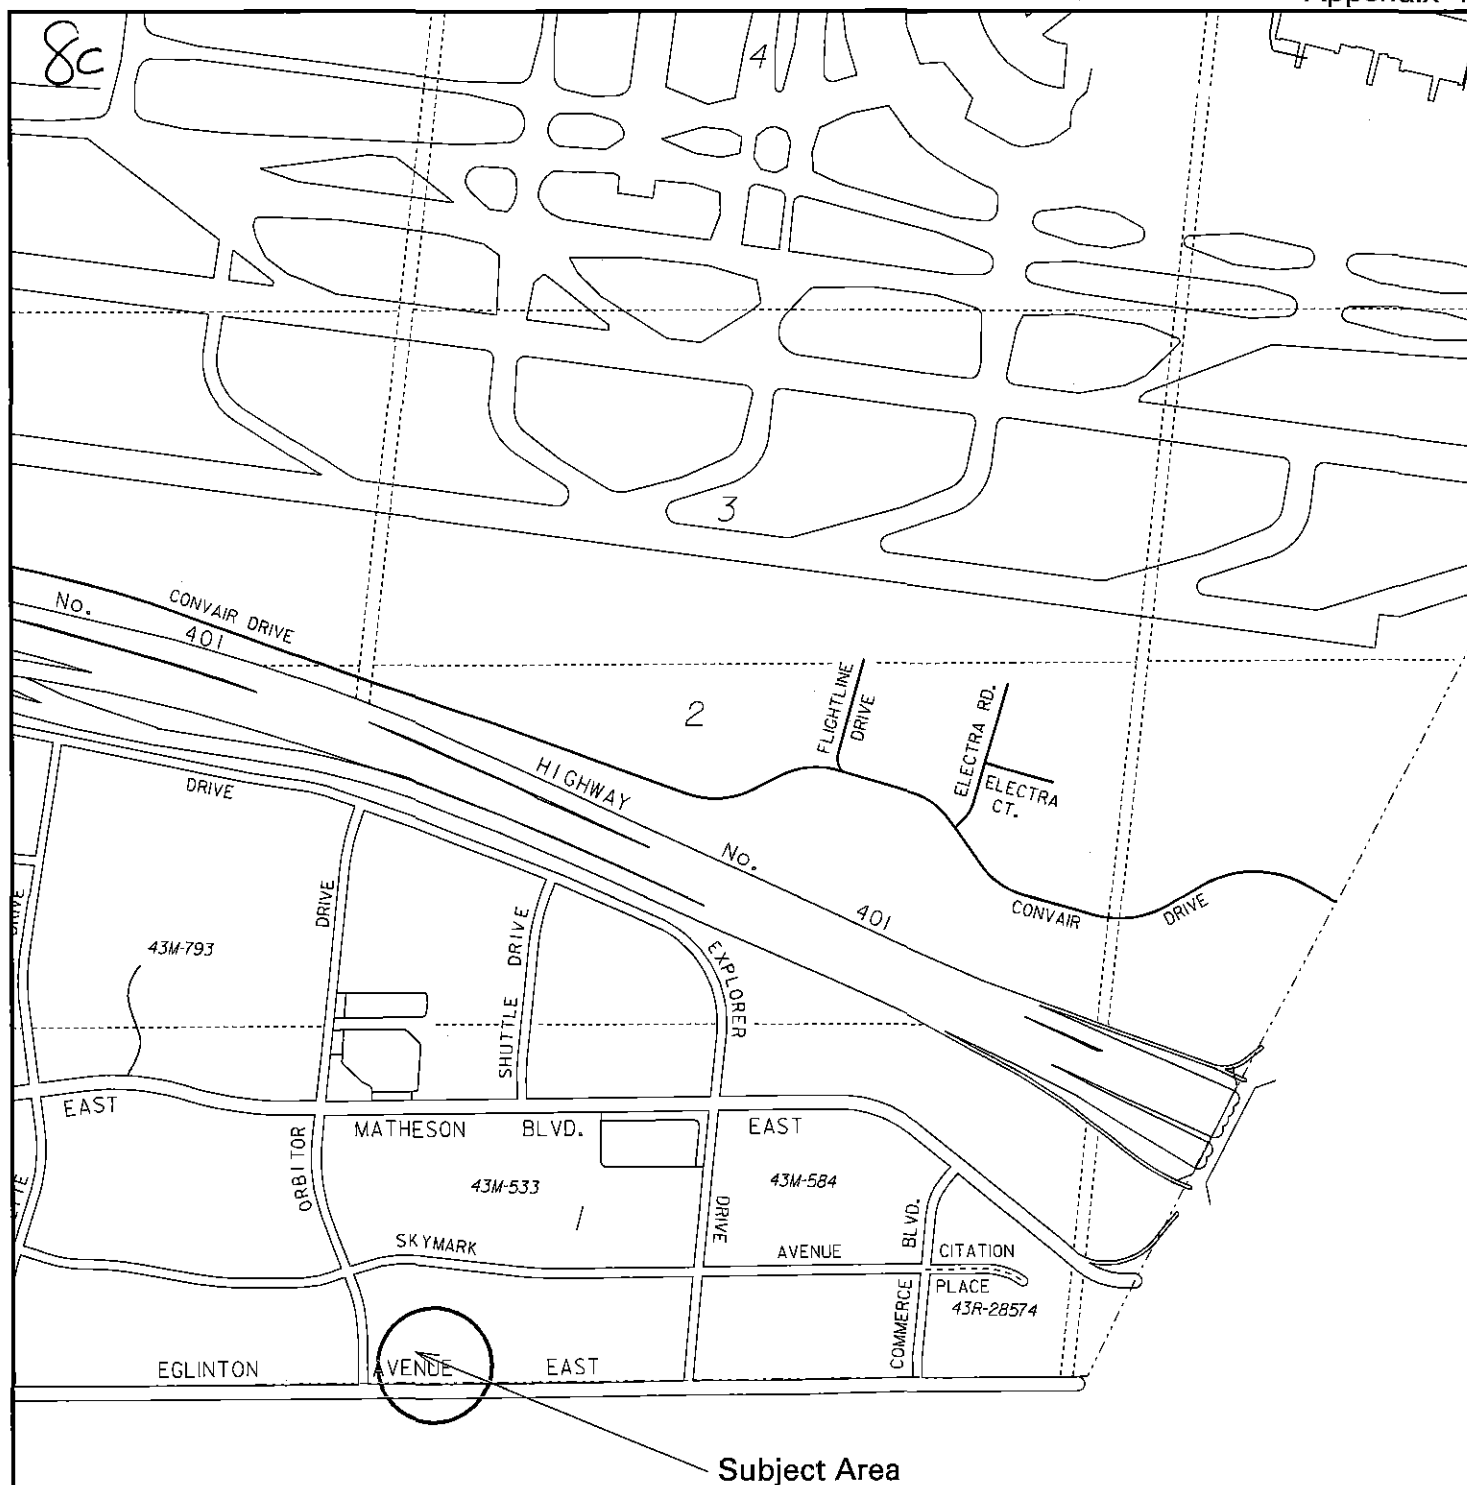 8c
4
3
CONVAIR DRIVE
No.
401
2
FLIGHTLINE
DRIVE
ELECTRA RD.
ELECTRA
CT.
HIGHWAY
No.
401
CONVAIR
DRIVE
DRIVE
DRIVE
DRIVE
SHUTTLE DRIVE
EXPLORER
43M-793
EAST
MATHESON
BLVD.
EAST
ORBITOR
43M-533
43M-584
1
DRIVE
BLVD.
SKYMARK
AVENUE
CITATION
PLACE
43R-28574
COMMERCE
EGLINTON
AVENUE
EAST
Subject Area